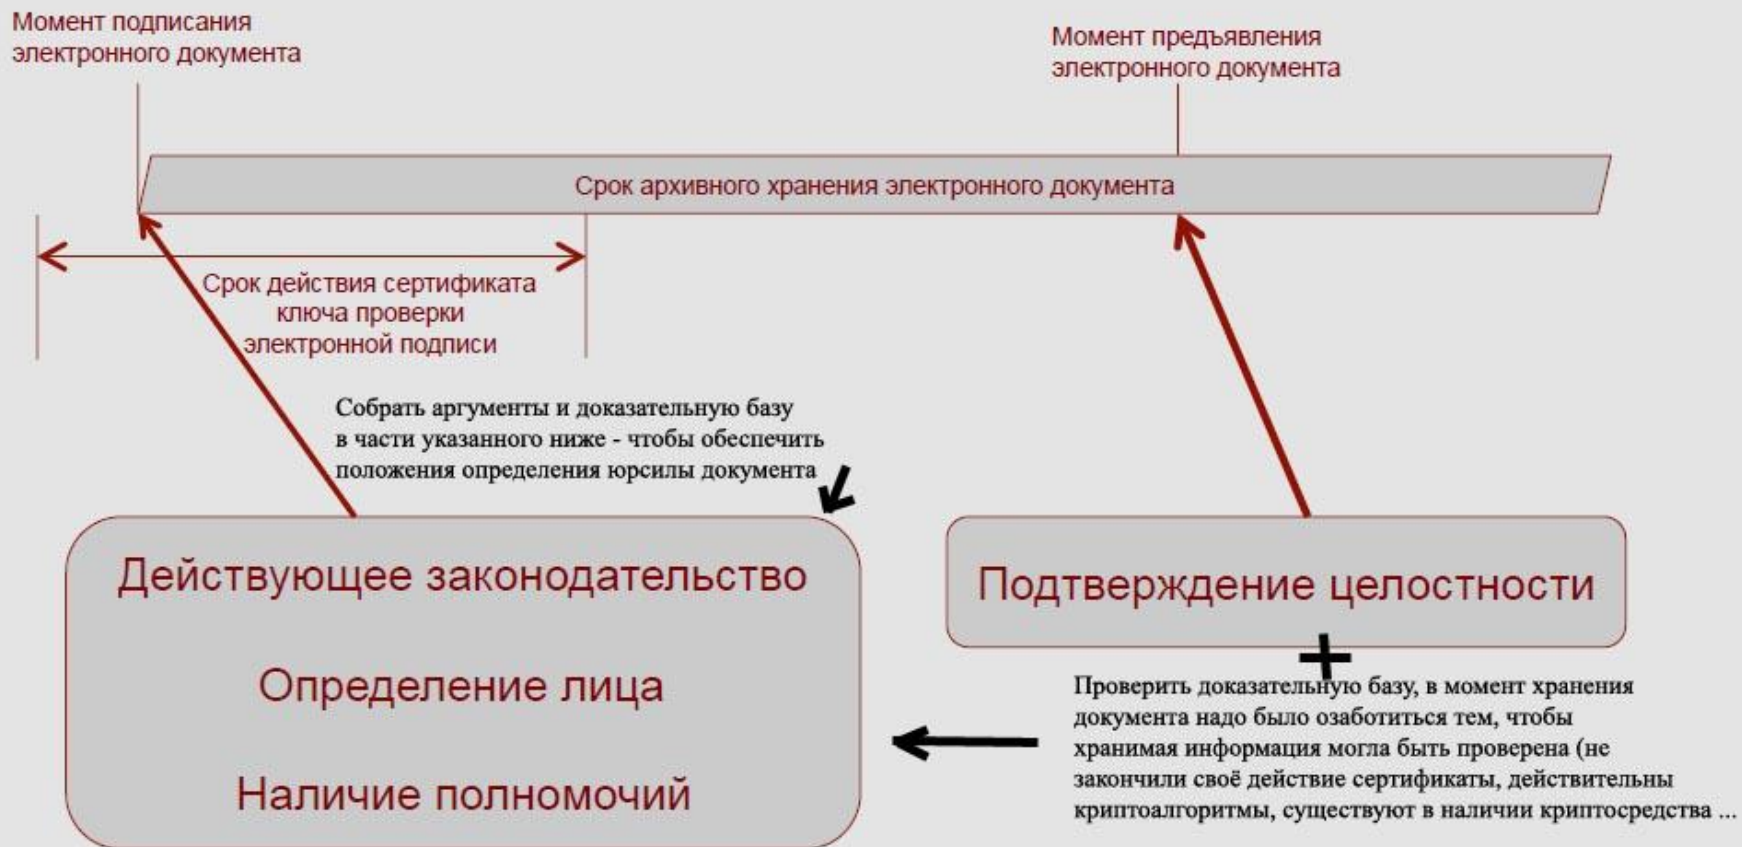 Момент подписания
электронного документа
Момент предъявления
электронного документа
Срок архивного хранения электронного документа
Срок действия сертификата
ключа проверки
электронной подписи
Собрать аргументы и доказательную базу
в части указанного ниже - чтобы обеспечить
положения определения юрсилы документа
Действующее законодательство
Определение лица
Наличие полномочий
Подтверждение целостности
Проверить доказательную базу, в момент хранения
документа надо было озаботиться тем, чтобы
хранимая информация могла быть проверена (не
закончили своё действие сертификаты, действительны
криптоалгоритмы, существуют в наличии криптосредства ...